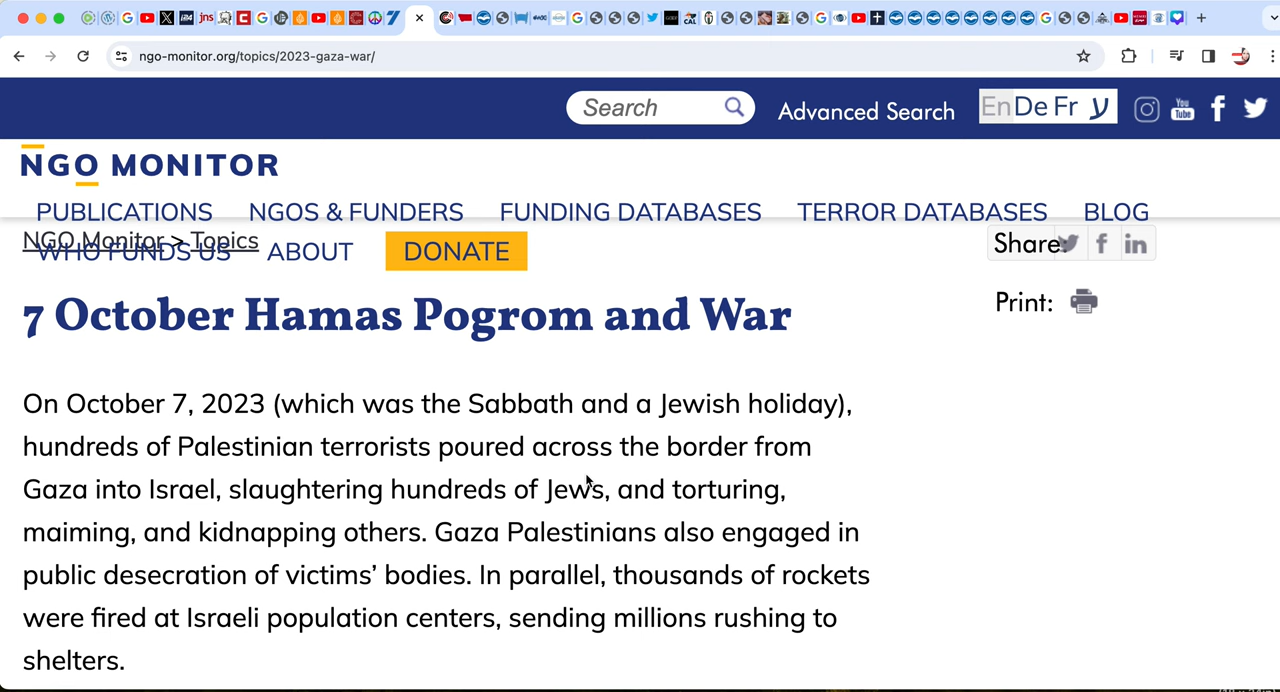 jns
ngo-monitor.org/topics/2023-gaza-war/
Search
Advanced Search
En De Fr ע
You Tube
NGO MONITOR
PUBLICATIONS NGOS & FUNDERS FUNDING DATABASES TERROR DATABASES BLOG
NGO Monitor > Topics
WHO FUNDS US ABOUT DONATE
Share:
Print:
7 October Hamas Pogrom and War
On October 7, 2023 (which was the Sabbath and a Jewish holiday),
hundreds of Palestinian terrorists poured across the border from
Gaza into Israel, slaughtering hundreds of Jews, and torturing,
maiming, and kidnapping others. Gaza Palestinians also engaged in
public desecration of victims’ bodies. In parallel, thousands of rockets
were fired at Israeli population centers, sending millions rushing to
shelters.